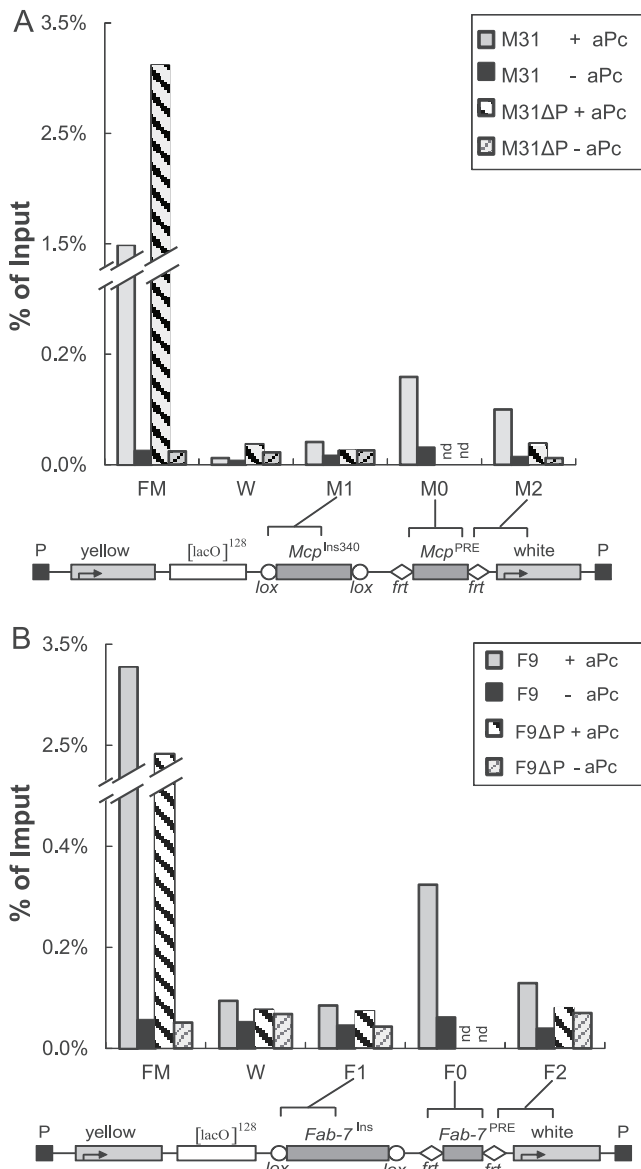 A
3.5%
2.5%
1.5%
0.2%
0.0%
% of Input
M31 + aPc
M31 - aPc
M31ΔP + aPc
M31ΔP - aPc
nd
nd
FM W M1 M0 M2
P yellow [lacO]128 McpIns340 McpPRE white P
lox lox frt frt
B
3.5%
2.5%
0.4%
0.2%
0.0%
% of Imput
F9 + aPc
F9 - aPc
F9ΔP + aPc
F9ΔP - aPc
nd
nd
FM W F1 F0 F2
P yellow [lacO]128 Fab-7Ins Fab-7PRE white P
lox lox frt frt